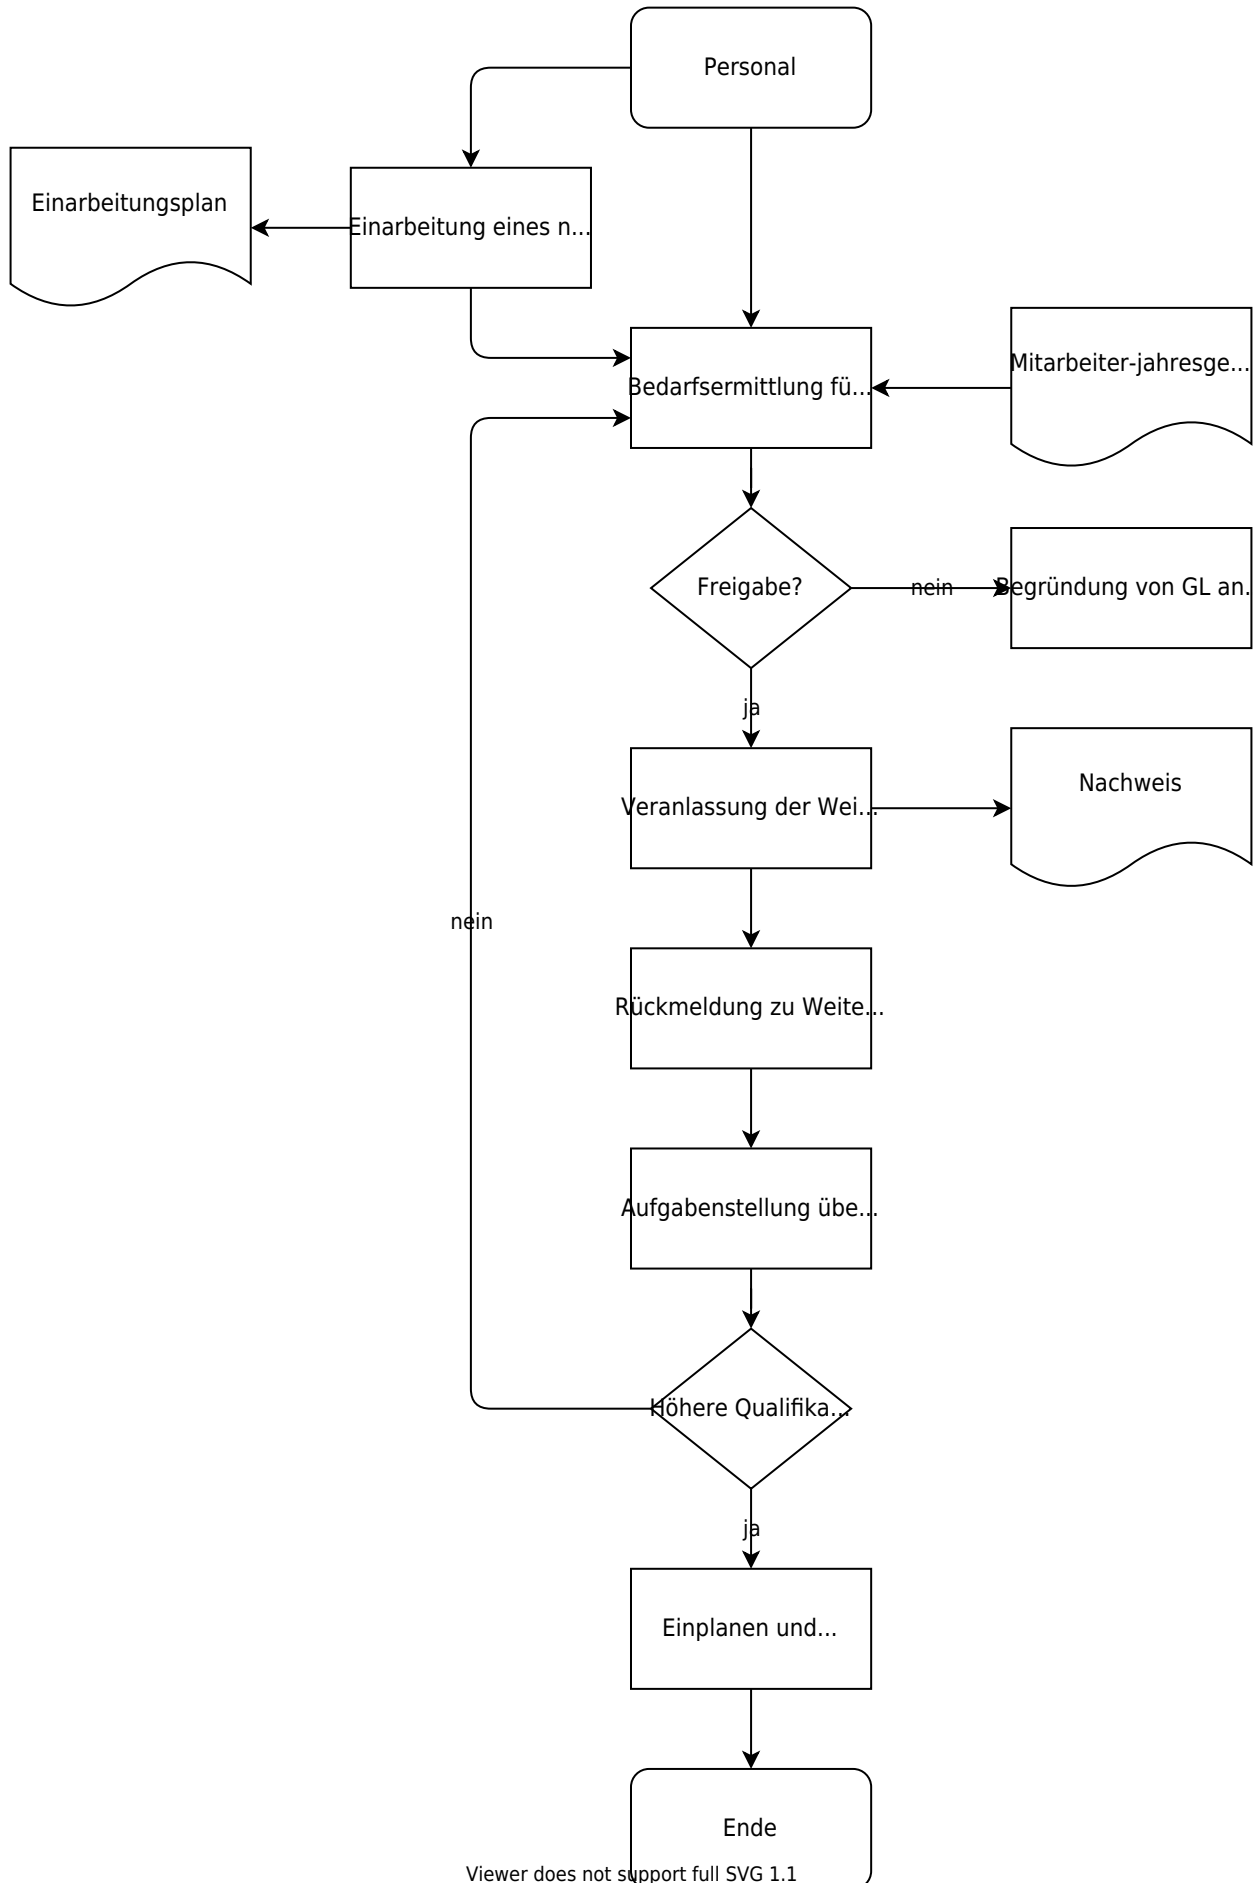 Personal
Einarbeitungsplan
Einarbeitung eines n...
Mitarbeiter-jahresge...
Bedarfsermittlung fü...
Freigabe?
nein
Begründung von GL an.
ja
Nachweis
Veranlassung der Wei...
nein
Rückmeldung zu Weite...
Aufgabenstellung übe...
Höhere Qualifika...
ja
Einplanen und...
Ende
Viewer does not support full SVG 1.1